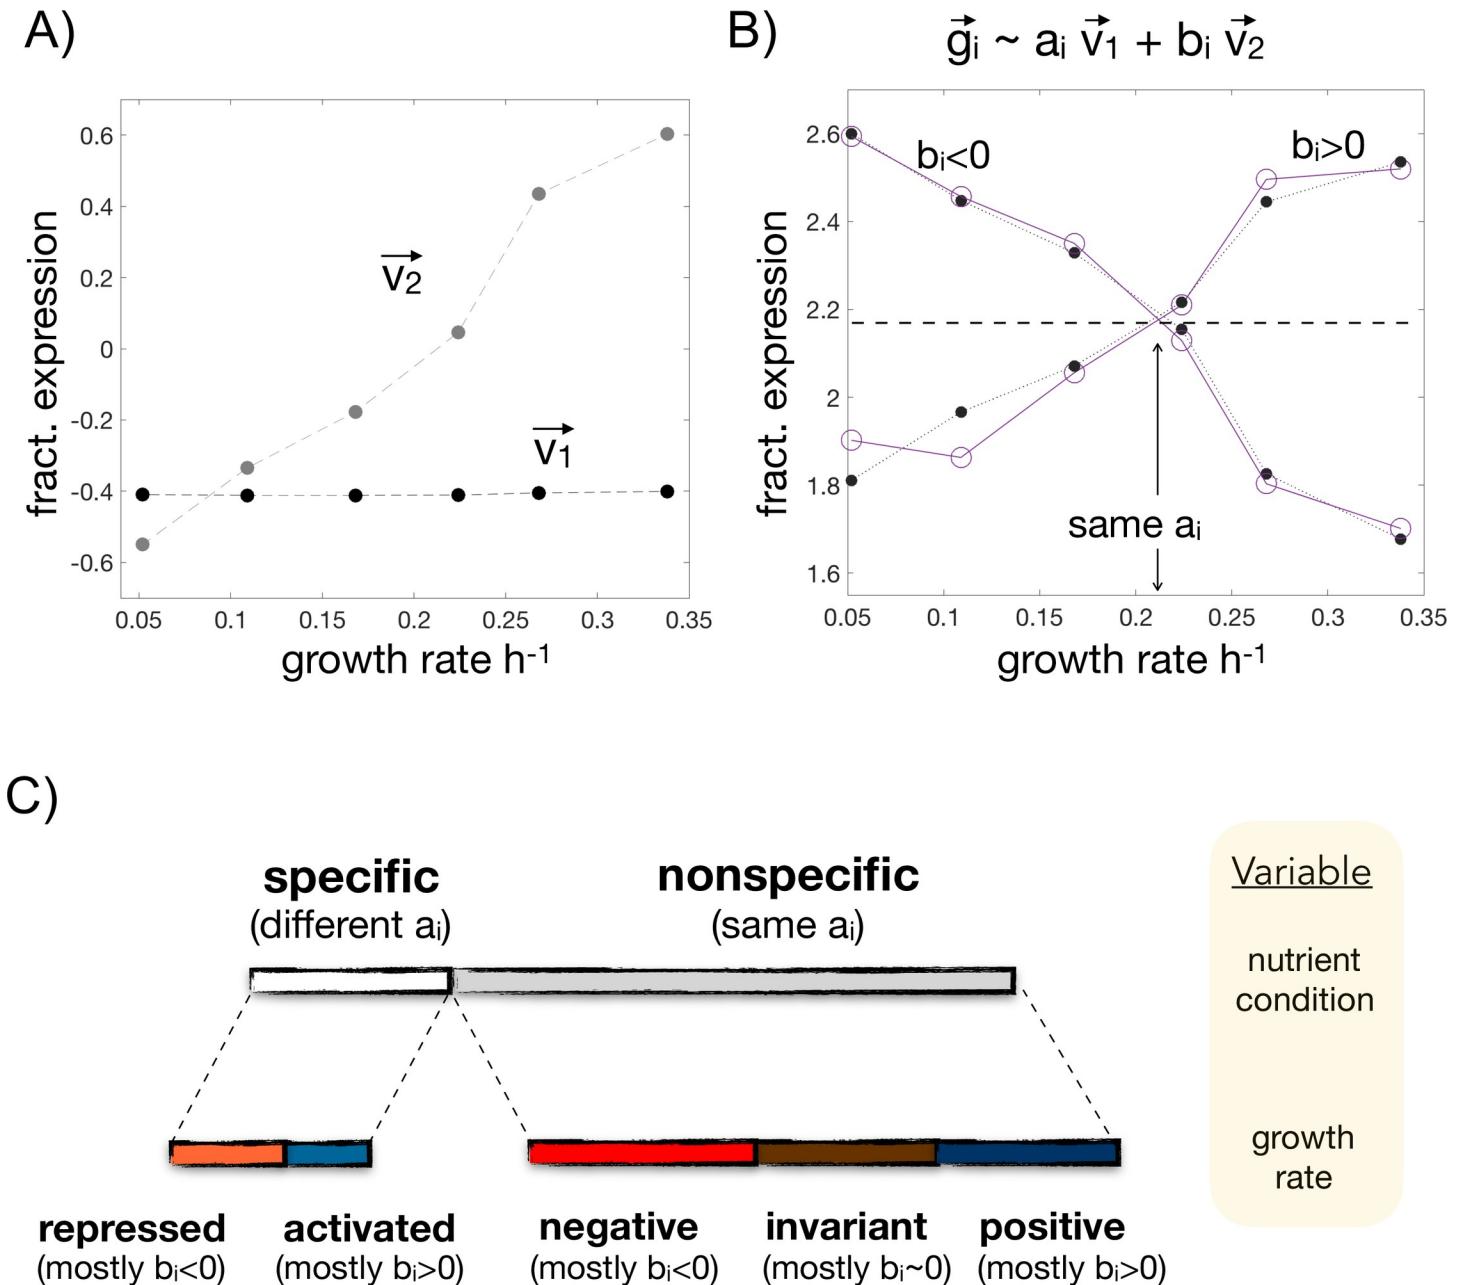 A)
0.6
0.4
0.2
0
-0.2
-0.4
-0.6
0.05 0.1 0.15 0.2 0.25 0.3 0.35
fract. expression
growth rate h-1
v2
v1
B)
gi ~ ai v1 + bi v2
2.6
2.4
2.2
2
1.8
1.6
0.05 0.1 0.15 0.2 0.25 0.3 0.35
fract. expression
growth rate h-1
bi<0
bi>0
same ai
C)
specific
(different ai)
nonspecific
(same ai)
repressed
(mostly bi<0)
activated
(mostly bi>0)
negative
(mostly bi<0)
invariant
(mostly bi~0)
positive
(mostly bi>0)
Variable
nutrient
condition
growth
rate